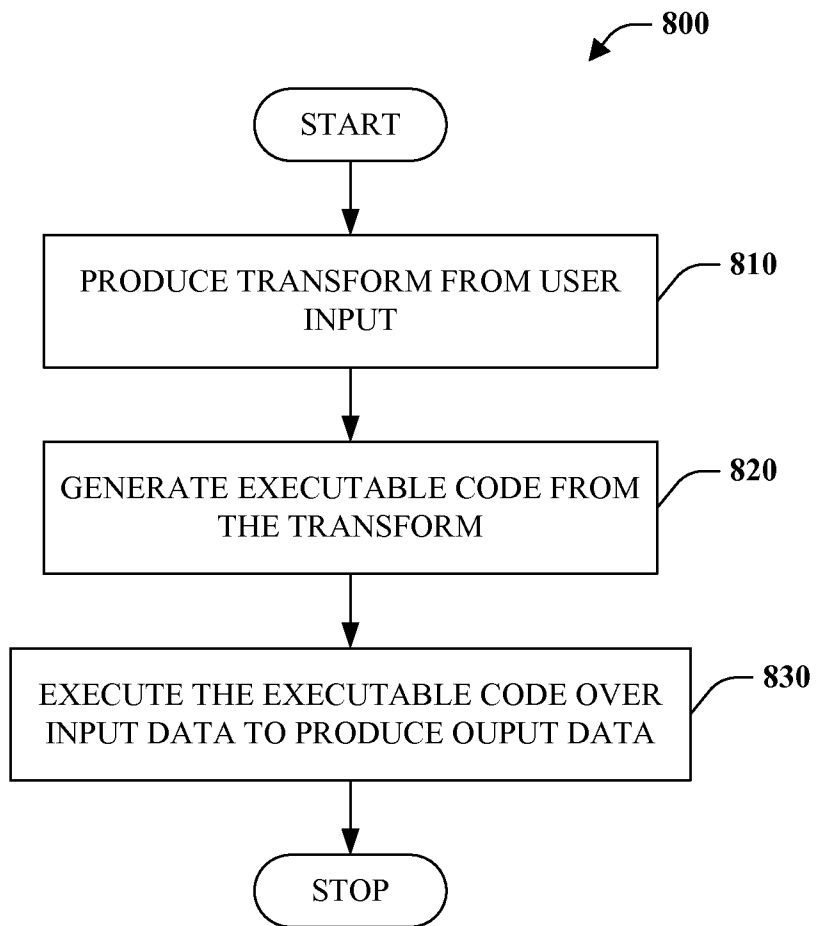 800
START
PRODUCE TRANSFORM FROM USER
INPUT
810
GENERATE EXECUTABLE CODE FROM
THE TRANSFORM
820
EXECUTE THE EXECUTABLE CODE OVER
INPUT DATA TO PRODUCE OUPUT DATA
830
STOP